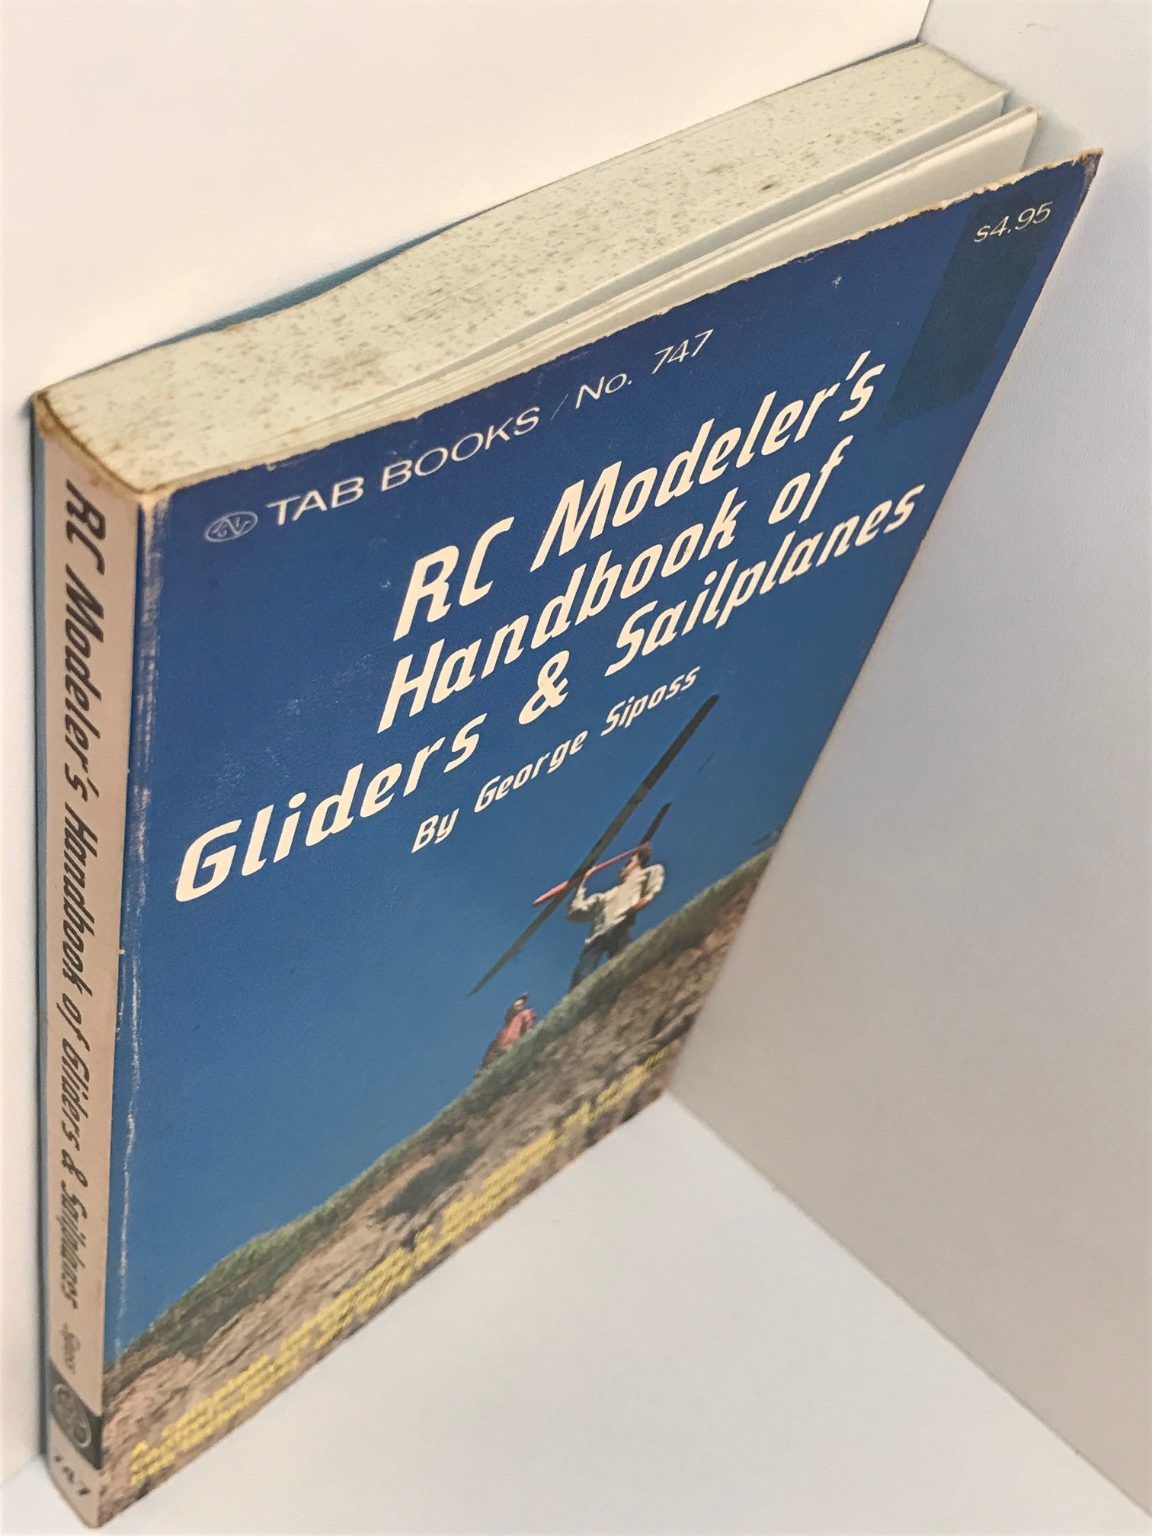 TAB BOOKS / No. 747
$4.95
RC Modeler's
Handbook of
Gliders & Sailplanes
By George Siposs
RC Modeler's Handbook of Gliders & Sailplanes Siposs
747